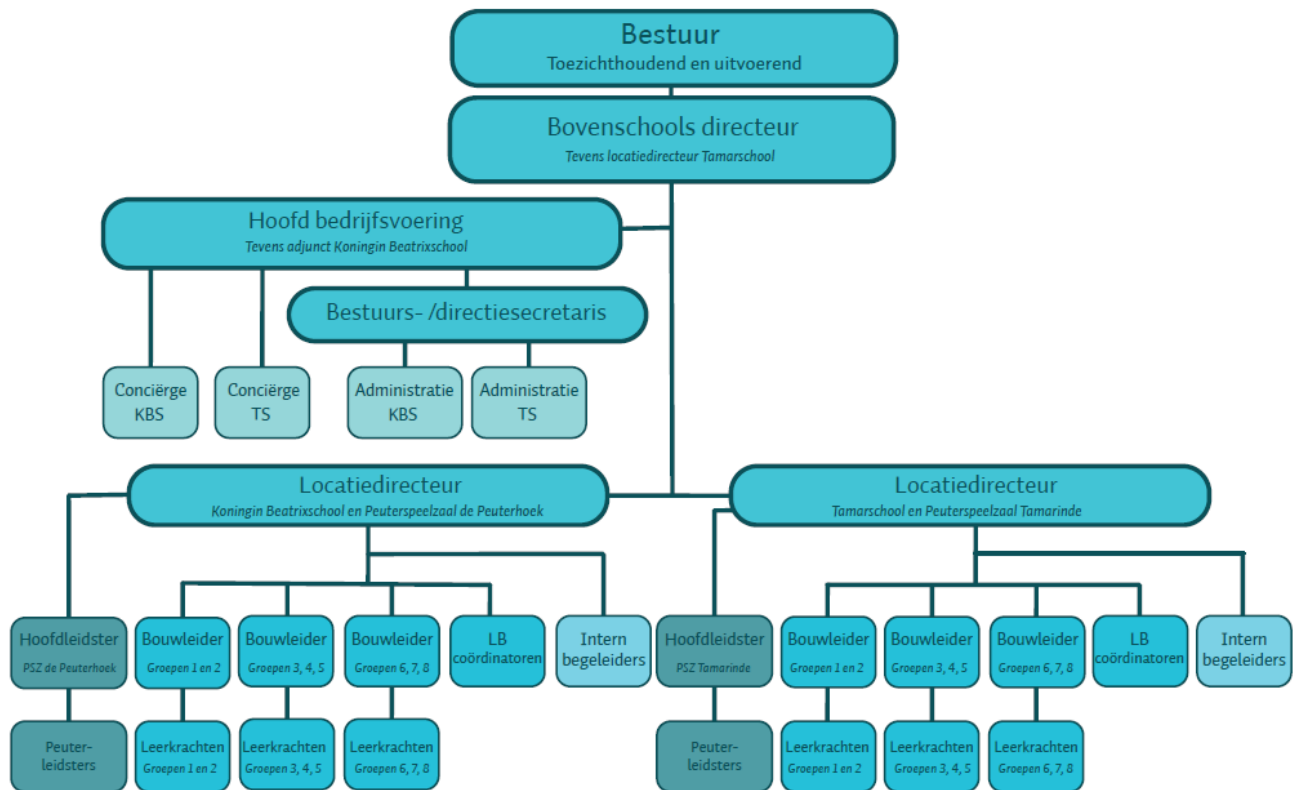 Bestuur
Toezichthoudend en uitvoerend
Bovenschools directeur
Tevens locatiedirecteur Tamarschool
Hoofd bedrijfsvoering
Tevens adjunct Koningin Beatrixschool
Bestuurs- /directiesecretaris
Conciërge
KBS
Conciërge
TS
Administratie
KBS
Administratie
TS
Locatiedirecteur
Koningin Beatrixschool en Peuterspeelzaal de Peuterhoek
Locatiedirecteur
Tamarschool en Peuterspeelzaal Tamarinde
Hoofdleidster
PSZ de Peuterhoek
Bouwleider
Groepen 1 en 2
Bouwleider
Groepen 3, 4, 5
Bouwleider
Groepen 6, 7, 8
LB
coördinatoren
Intern
begeleiders
Hoofdleidster
PSZ Tamarinde
Bouwleider
Groepen 1 en 2
Bouwleider
Groepen 3, 4, 5
Bouwleider
Groepen 6, 7, 8
LB
coördinatoren
Intern
begeleiders
Peuter-
leidsters
Leerkrachten
Groepen 1 en 2
Leerkrachten
Groepen 3, 4, 5
Leerkrachten
Groepen 6, 7, 8
Peuter-
leidsters
Leerkrachten
Groepen 1 en 2
Leerkrachten
Groepen 3, 4, 5
Leerkrachten
Groepen 6, 7, 8